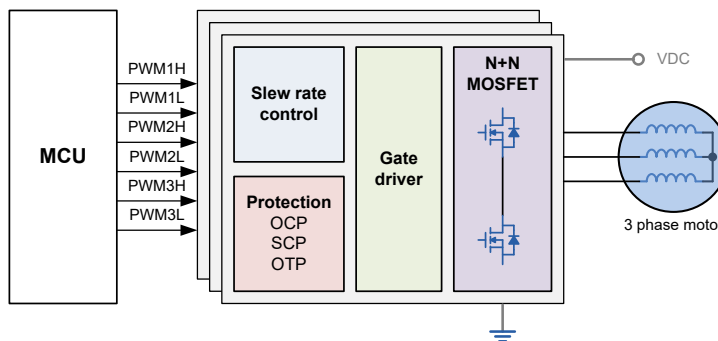 MCU
PWM1H
PWM1L
PWM2H
PWM2L
PWM3H
PWM3L
Slew rate
control
Protection
OCP
SCP
OTP
Gate
driver
N+N
MOSFET
VDC
3 phase moto